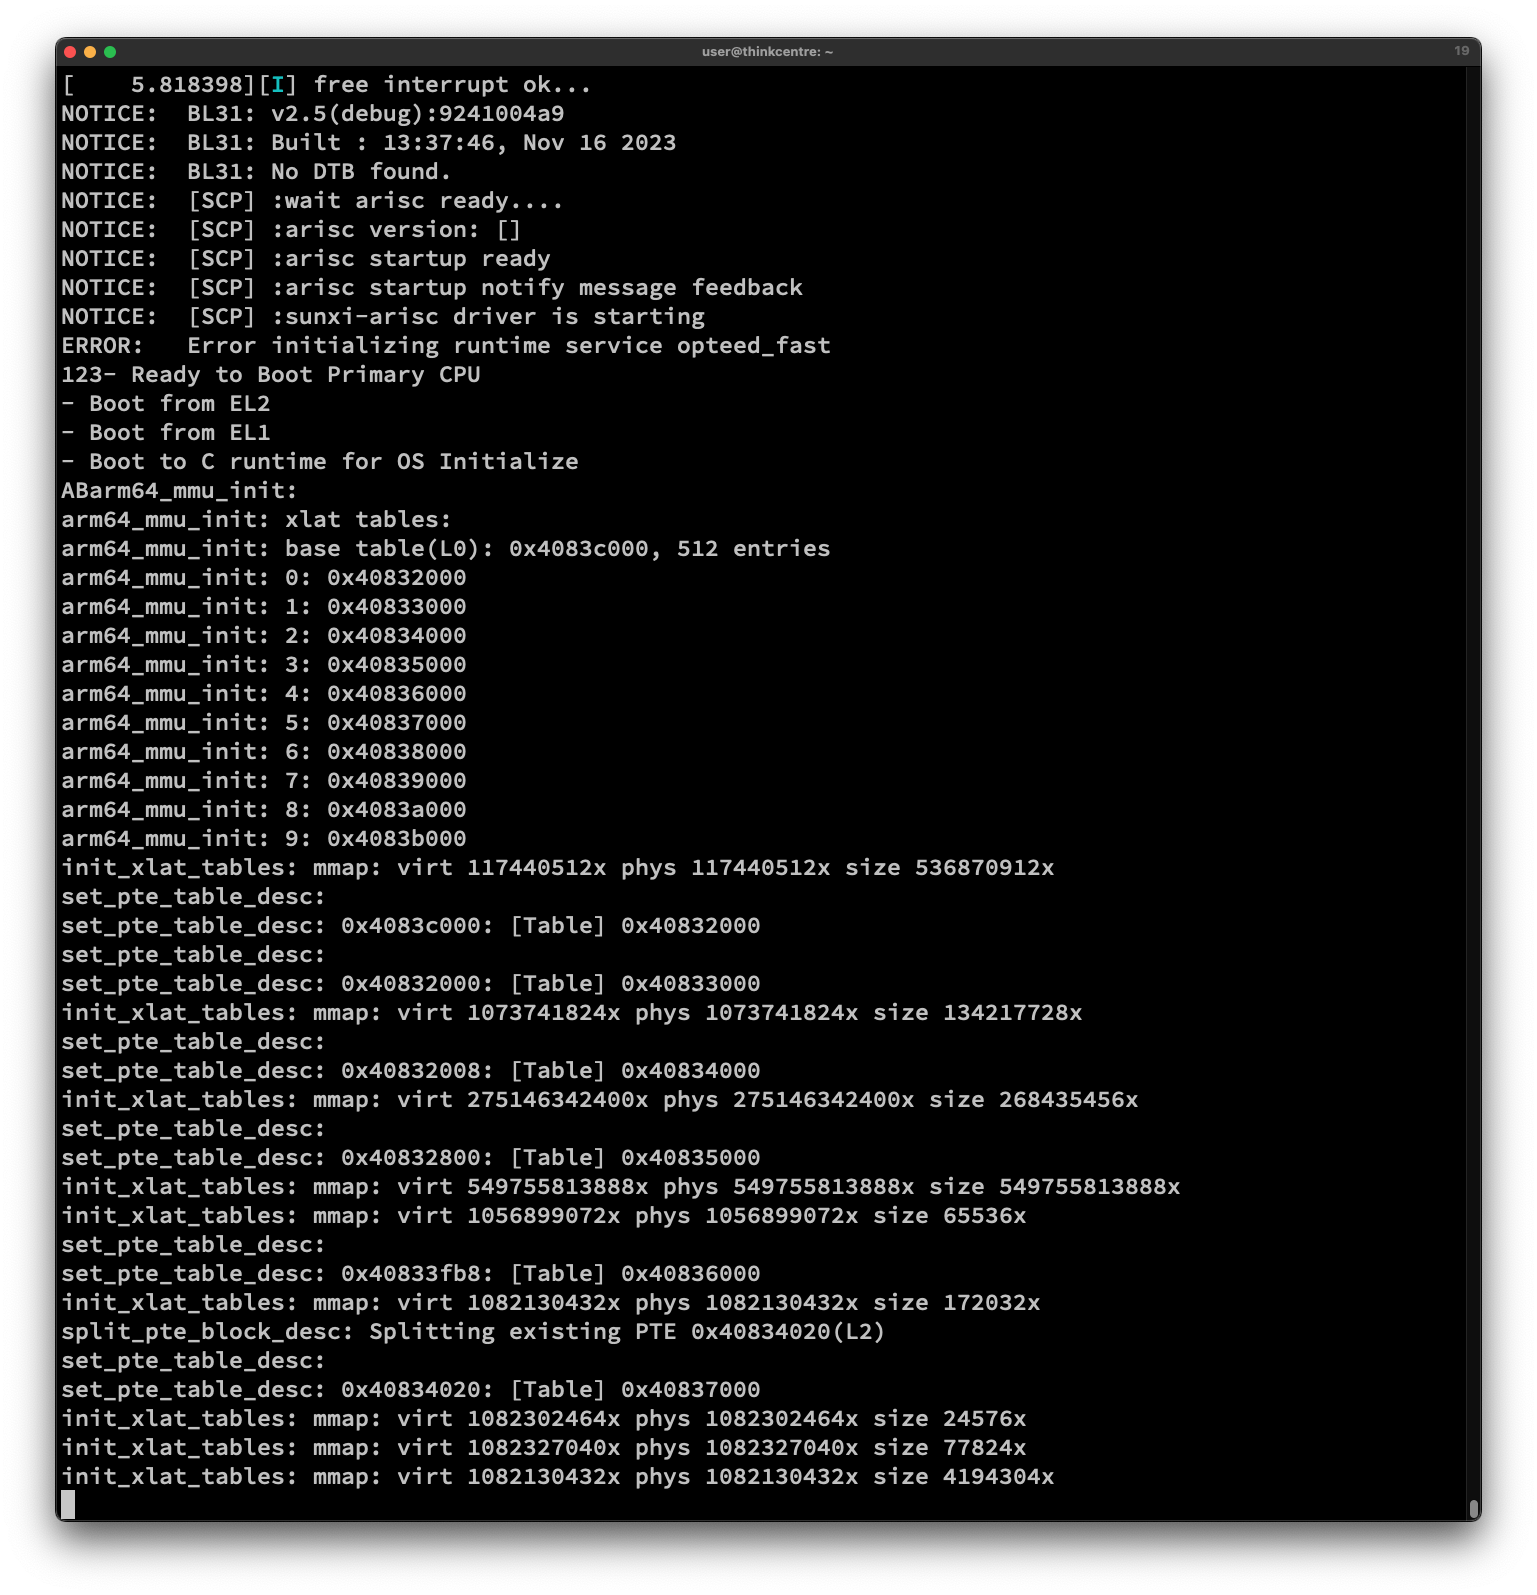 user@thinkcentre: ~
19
[    5.818398][I] free interrupt ok...
NOTICE:  BL31: v2.5(debug):9241004a9
NOTICE:  BL31: Built : 13:37:46, Nov 16 2023
NOTICE:  BL31: No DTB found.
NOTICE:  [SCP] :wait arisc ready....
NOTICE:  [SCP] :arisc version: []
NOTICE:  [SCP] :arisc startup ready
NOTICE:  [SCP] :arisc startup notify message feedback
NOTICE:  [SCP] :sunxi-arisc driver is starting
ERROR:   Error initializing runtime service opteed_fast
123- Ready to Boot Primary CPU
- Boot from EL2
- Boot from EL1
- Boot to C runtime for OS Initialize
ABarm64_mmu_init:
arm64_mmu_init: xlat tables:
arm64_mmu_init: base table(L0): 0x4083c000, 512 entries
arm64_mmu_init: 0: 0x40832000
arm64_mmu_init: 1: 0x40833000
arm64_mmu_init: 2: 0x40834000
arm64_mmu_init: 3: 0x40835000
arm64_mmu_init: 4: 0x40836000
arm64_mmu_init: 5: 0x40837000
arm64_mmu_init: 6: 0x40838000
arm64_mmu_init: 7: 0x40839000
arm64_mmu_init: 8: 0x4083a000
arm64_mmu_init: 9: 0x4083b000
init_xlat_tables: mmap: virt 117440512x phys 117440512x size 536870912x
set_pte_table_desc:
set_pte_table_desc: 0x4083c000: [Table] 0x40832000
set_pte_table_desc:
set_pte_table_desc: 0x40832000: [Table] 0x40833000
init_xlat_tables: mmap: virt 1073741824x phys 1073741824x size 134217728x
set_pte_table_desc:
set_pte_table_desc: 0x40832008: [Table] 0x40834000
init_xlat_tables: mmap: virt 275146342400x phys 275146342400x size 268435456x
set_pte_table_desc:
set_pte_table_desc: 0x40832800: [Table] 0x40835000
init_xlat_tables: mmap: virt 549755813888x phys 549755813888x size 549755813888x
init_xlat_tables: mmap: virt 1056899072x phys 1056899072x size 65536x
set_pte_table_desc:
set_pte_table_desc: 0x40833fb8: [Table] 0x40836000
init_xlat_tables: mmap: virt 1082130432x phys 1082130432x size 172032x
split_pte_block_desc: Splitting existing PTE 0x40834020(L2)
set_pte_table_desc:
set_pte_table_desc: 0x40834020: [Table] 0x40837000
init_xlat_tables: mmap: virt 1082302464x phys 1082302464x size 24576x
init_xlat_tables: mmap: virt 1082327040x phys 1082327040x size 77824x
init_xlat_tables: mmap: virt 1082130432x phys 1082130432x size 4194304x